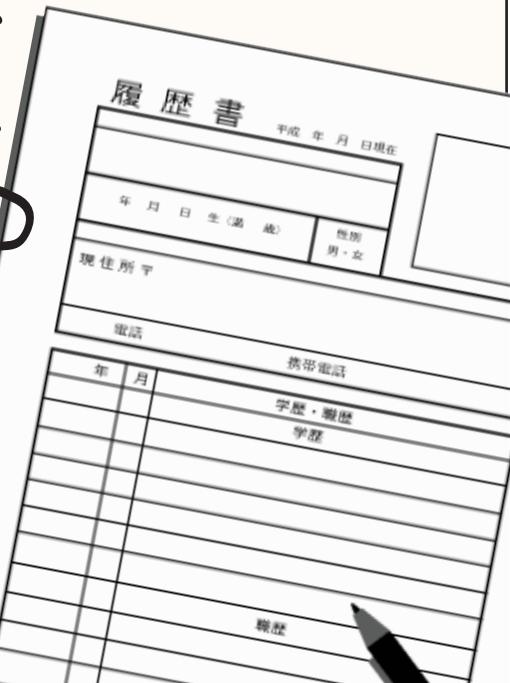 履歴書
平成 年 月 日現在
年 月 日 生（満 歳）
性別
男・女
現住所〒
電話 携帯電話
年 月 学歴・職歴
学歴
職歴